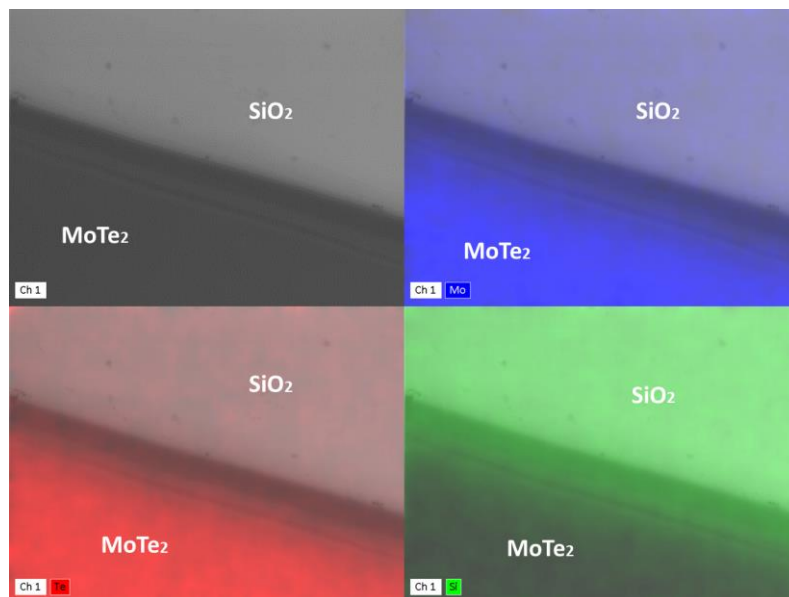 SiO₂
MoTe₂
Ch 1
SiO₂
MoTe₂
Ch 1 Mo
SiO₂
MoTe₂
Ch 1 Te
SiO₂
MoTe₂
Ch 1 Si